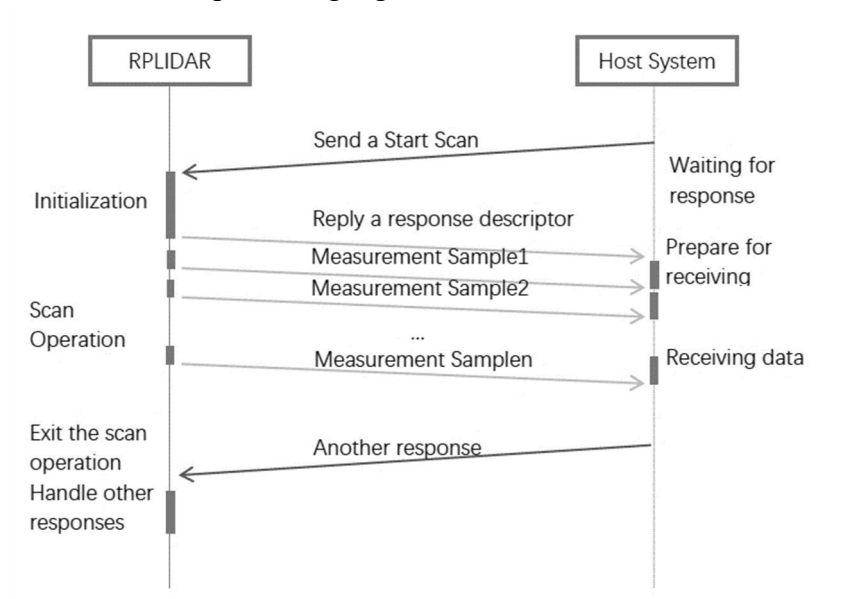 RPLIDAR
Host System
Send a Start Scan
Waiting for
response
Initialization
Reply a response descriptor
Prepare for
receiving
Measurement Sample1
Measurement Sample2
Scan
Operation
...
Measurement Samplen
Receiving data
Exit the scan
operation
Another response
Handle other
responses